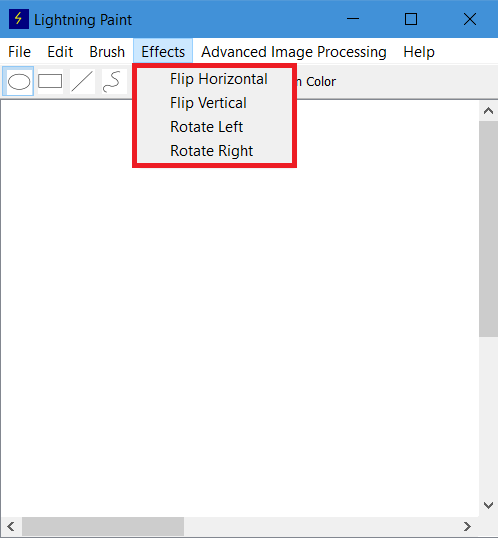 Lightning Paint
File Edit Brush Effects Advanced Image Processing Help
Color
Flip Horizontal
Flip Vertical
Rotate Left
Rotate Right